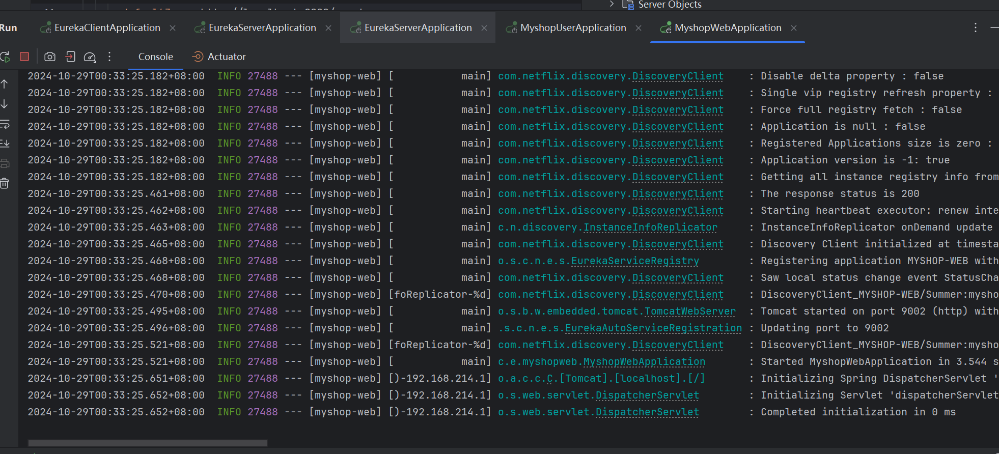 Server Objects
Run EurekaClientApplication EurekaServerApplication EurekaServerApplication MyshopUserApplication MyshopWebApplication
Console Actuator
2024-10-29T00:33:25.182+08:00 INFO 27488 --- [myshop-web] [ main] com.netflix.discovery.DiscoveryClient : Disable delta property : false
2024-10-29T00:33:25.182+08:00 INFO 27488 --- [myshop-web] [ main] com.netflix.discovery.DiscoveryClient : Single vip registry refresh property :
2024-10-29T00:33:25.182+08:00 INFO 27488 --- [myshop-web] [ main] com.netflix.discovery.DiscoveryClient : Force full registry fetch : false
2024-10-29T00:33:25.182+08:00 INFO 27488 --- [myshop-web] [ main] com.netflix.discovery.DiscoveryClient : Application is null : false
2024-10-29T00:33:25.182+08:00 INFO 27488 --- [myshop-web] [ main] com.netflix.discovery.DiscoveryClient : Registered Applications size is zero :
2024-10-29T00:33:25.182+08:00 INFO 27488 --- [myshop-web] [ main] com.netflix.discovery.DiscoveryClient : Application version is -1: true
2024-10-29T00:33:25.182+08:00 INFO 27488 --- [myshop-web] [ main] com.netflix.discovery.DiscoveryClient : Getting all instance registry info from
2024-10-29T00:33:25.461+08:00 INFO 27488 --- [myshop-web] [ main] com.netflix.discovery.DiscoveryClient : The response status is 200
2024-10-29T00:33:25.462+08:00 INFO 27488 --- [myshop-web] [ main] com.netflix.discovery.DiscoveryClient : Starting heartbeat executor: renew inte
2024-10-29T00:33:25.463+08:00 INFO 27488 --- [myshop-web] [ main] c.n.discovery.InstanceInfoReplicator : InstanceInfoReplicator onDemand update
2024-10-29T00:33:25.465+08:00 INFO 27488 --- [myshop-web] [ main] com.netflix.discovery.DiscoveryClient : Discovery Client initialized at timesta
2024-10-29T00:33:25.468+08:00 INFO 27488 --- [myshop-web] [ main] o.s.c.n.e.s.EurekaServiceRegistry : Registering application MYSHOP-WEB with
2024-10-29T00:33:25.468+08:00 INFO 27488 --- [myshop-web] [ main] com.netflix.discovery.DiscoveryClient : Saw local status change event StatusCha
2024-10-29T00:33:25.470+08:00 INFO 27488 --- [myshop-web] [foReplicator-%d] com.netflix.discovery.DiscoveryClient : DiscoveryClient_MYSHOP-WEB/Summer:mysho
2024-10-29T00:33:25.495+08:00 INFO 27488 --- [myshop-web] [ main] o.s.b.w.embedded.tomcat.TomcatWebServer : Tomcat started on port 9002 (http) with
2024-10-29T00:33:25.496+08:00 INFO 27488 --- [myshop-web] [ main] .s.c.n.e.s.EurekaAutoServiceRegistration : Updating port to 9002
2024-10-29T00:33:25.521+08:00 INFO 27488 --- [myshop-web] [foReplicator-%d] com.netflix.discovery.DiscoveryClient : DiscoveryClient_MYSHOP-WEB/Summer:mysho
2024-10-29T00:33:25.521+08:00 INFO 27488 --- [myshop-web] [ main] c.e.myshopweb.MyshopWebApplication : Started MyshopWebApplication in 3.544 s
2024-10-29T00:33:25.651+08:00 INFO 27488 --- [myshop-web] [)-192.168.214.1] o.a.c.c.C.[Tomcat].[localhost].[/] : Initializing Spring DispatcherServlet '
2024-10-29T00:33:25.652+08:00 INFO 27488 --- [myshop-web] [)-192.168.214.1] o.s.web.servlet.DispatcherServlet : Initializing Servlet 'dispatcherServlet
2024-10-29T00:33:25.652+08:00 INFO 27488 --- [myshop-web] [)-192.168.214.1] o.s.web.servlet.DispatcherServlet : Completed initialization in 0 ms